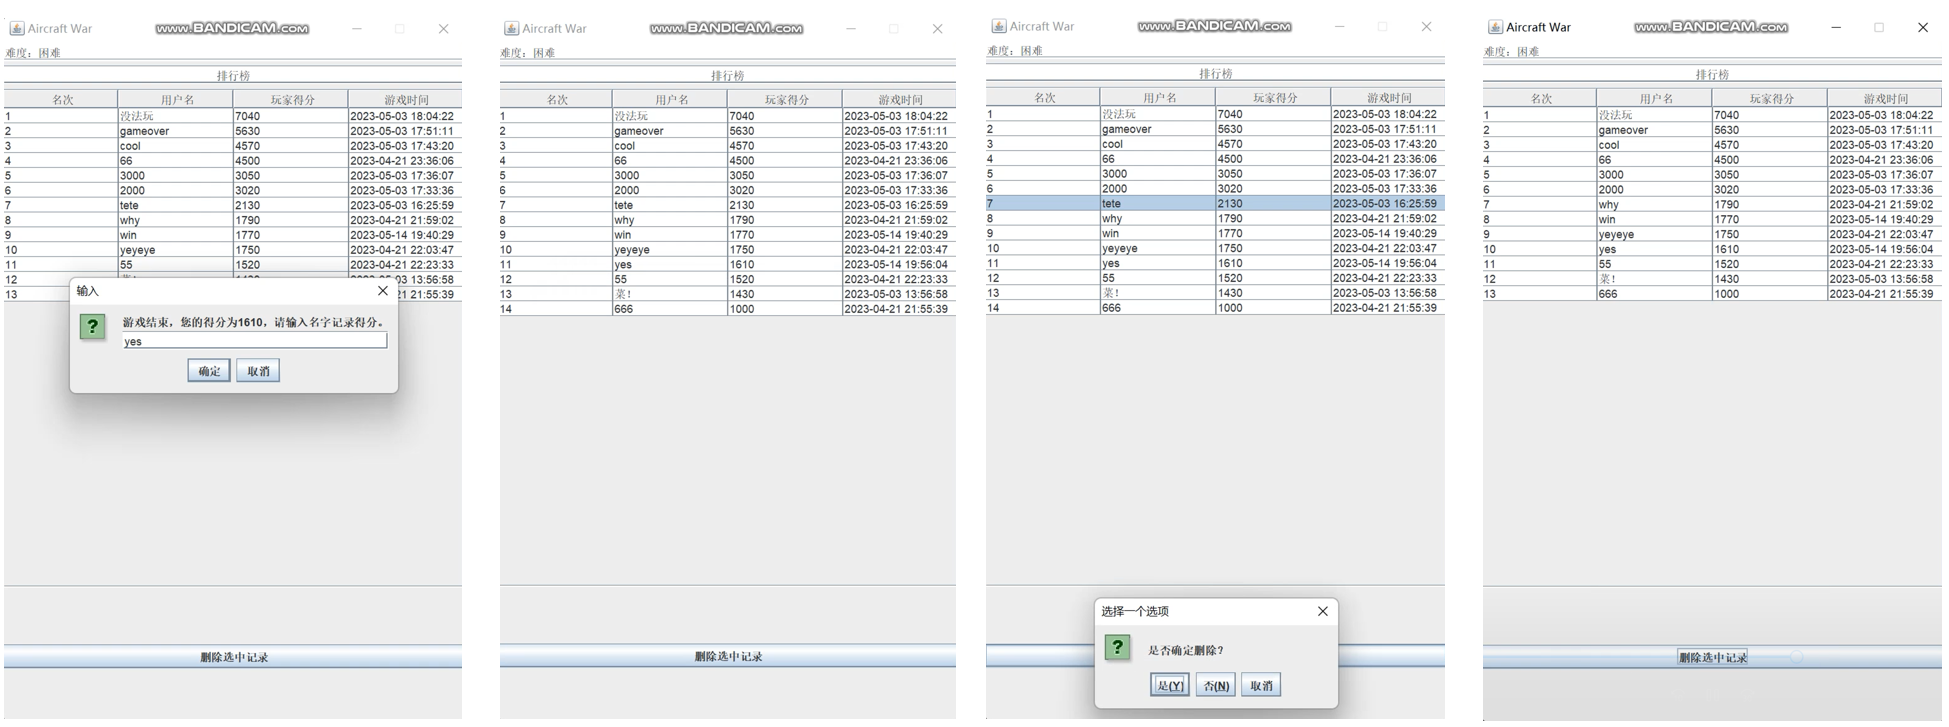 Aircraft War www.BANDICAM.com
难度：困难
排行榜
名次 用户名 玩家得分 游戏时间
1 没法玩 7040 2023-05-03 18:04:22
2 gameover 5630 2023-05-03 17:51:11
3 cool 4570 2023-05-03 17:43:20
4 66 4500 2023-04-21 23:36:06
5 3000 3050 2023-05-03 17:36:07
6 2000 3020 2023-05-03 17:33:36
7 tete 2130 2023-05-03 16:25:59
8 why 1790 2023-04-21 21:59:02
9 win 1770 2023-05-14 19:40:29
10 yeyeye 1750 2023-04-21 22:03:47
11 55 1520 2023-04-21 22:23:33
12 13:56:58
13 21:55:39
输入
游戏结束，您的得分为1610，请输入名字记录得分。
yes
确定 取消
删除选中记录
Aircraft War www.BANDICAM.com
难度：困难
排行榜
名次 用户名 玩家得分 游戏时间
1 没法玩 7040 2023-05-03 18:04:22
2 gameover 5630 2023-05-03 17:51:11
3 cool 4570 2023-05-03 17:43:20
4 66 4500 2023-04-21 23:36:06
5 3000 3050 2023-05-03 17:36:07
6 2000 3020 2023-05-03 17:33:36
7 tete 2130 2023-05-03 16:25:59
8 why 1790 2023-04-21 21:59:02
9 win 1770 2023-05-14 19:40:29
10 yeyeye 1750 2023-04-21 22:03:47
11 yes 1610 2023-05-14 19:56:04
12 55 1520 2023-04-21 22:23:33
13 菜！ 1430 2023-05-03 13:56:58
14 666 1000 2023-04-21 21:55:39
删除选中记录
Aircraft War www.BANDICAM.com
难度：困难
排行榜
名次 用户名 玩家得分 游戏时间
1 没法玩 7040 2023-05-03 18:04:22
2 gameover 5630 2023-05-03 17:51:11
3 cool 4570 2023-05-03 17:43:20
4 66 4500 2023-04-21 23:36:06
5 3000 3050 2023-05-03 17:36:07
6 2000 3020 2023-05-03 17:33:36
7 tete 2130 2023-05-03 16:25:59
8 why 1790 2023-04-21 21:59:02
9 win 1770 2023-05-14 19:40:29
10 yeyeye 1750 2023-04-21 22:03:47
11 yes 1610 2023-05-14 19:56:04
12 55 1520 2023-04-21 22:23:33
13 菜！ 1430 2023-05-03 13:56:58
14 666 1000 2023-04-21 21:55:39
选择一个选项
是否确定删除？
是(Y) 否(N) 取消
Aircraft War www.BANDICAM.com
难度：困难
排行榜
名次 用户名 玩家得分 游戏时间
1 没法玩 7040 2023-05-03 18:04:22
2 gameover 5630 2023-05-03 17:51:11
3 cool 4570 2023-05-03 17:43:20
4 66 4500 2023-04-21 23:36:06
5 3000 3050 2023-05-03 17:36:07
6 2000 3020 2023-05-03 17:33:36
7 why 1790 2023-04-21 21:59:02
8 win 1770 2023-05-14 19:40:29
9 yeyeye 1750 2023-04-21 22:03:47
10 yes 1610 2023-05-14 19:56:04
11 55 1520 2023-04-21 22:23:33
12 菜！ 1430 2023-05-03 13:56:58
13 666 1000 2023-04-21 21:55:39
删除选中记录